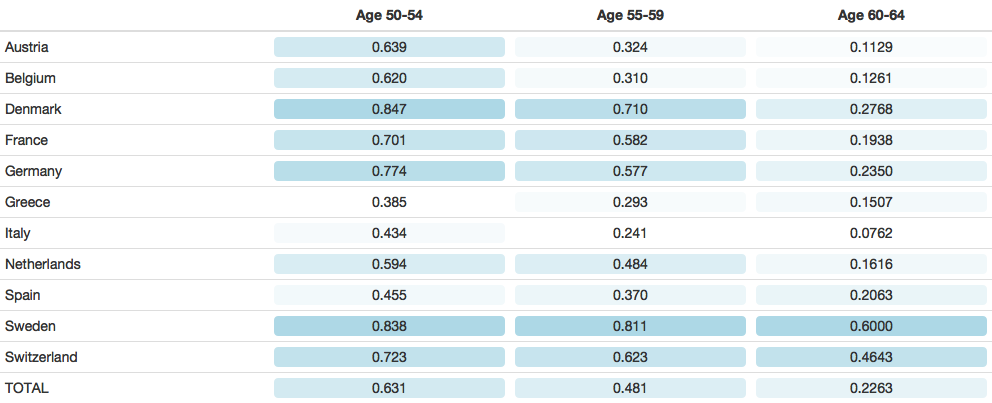 Age 50-54 Age 55-59 Age 60-64
Austria 0.639 0.324 0.1129
Belgium 0.620 0.310 0.1261
Denmark 0.847 0.710 0.2768
France 0.701 0.582 0.1938
Germany 0.774 0.577 0.2350
Greece 0.385 0.293 0.1507
Italy 0.434 0.241 0.0762
Netherlands 0.594 0.484 0.1616
Spain 0.455 0.370 0.2063
Sweden 0.838 0.811 0.6000
Switzerland 0.723 0.623 0.4643
TOTAL 0.631 0.481 0.2263